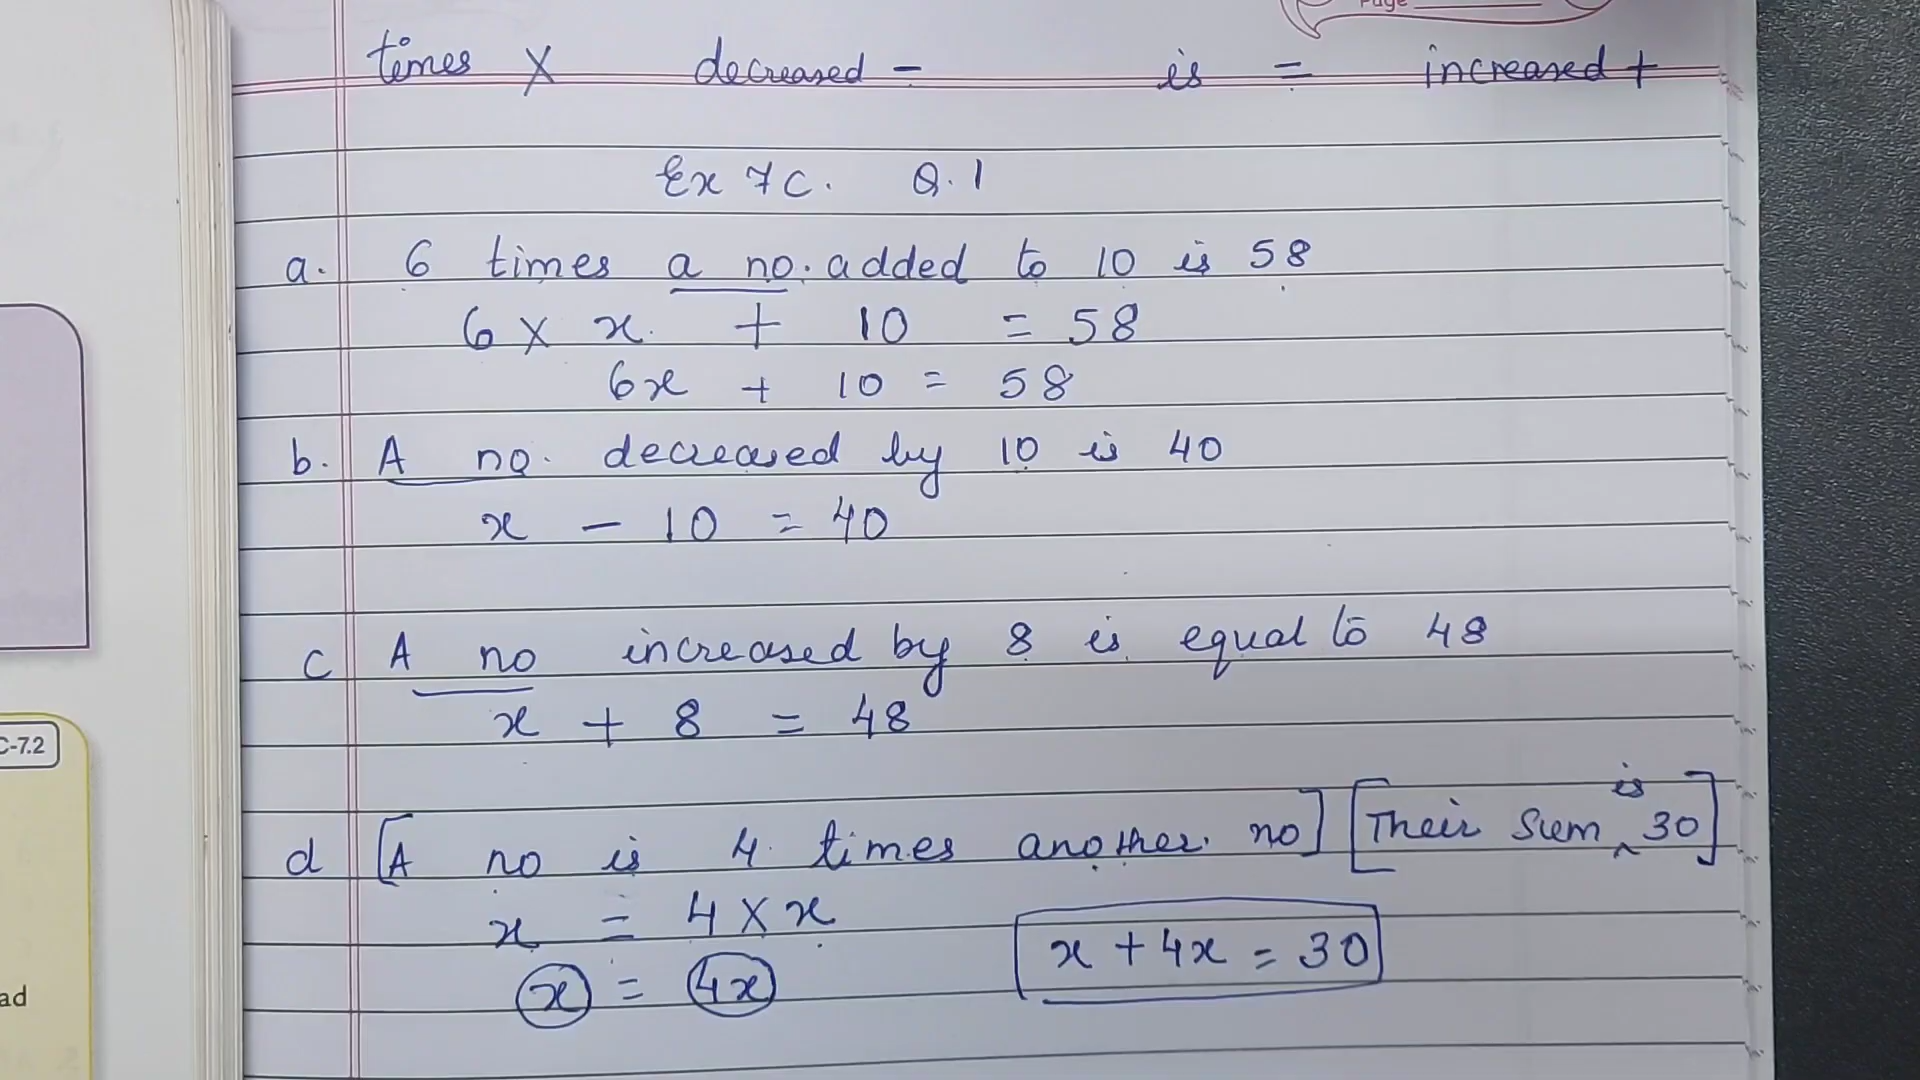 Page
times × decreased - is = increased +
Ex 7C. Q.1
a. 6 times a no. added to 10 is 58
6 × x + 10 = 58
6x + 10 = 58
b. A no. decreased by 10 is 40
x - 10 = 40
c A no increased by 8 is equal to 48
x + 8 = 48
d [A no is 4 times another no] [Their Sum is 30]
x = 4 × x
x = 4x
x + 4x = 30
C-7.2
ad